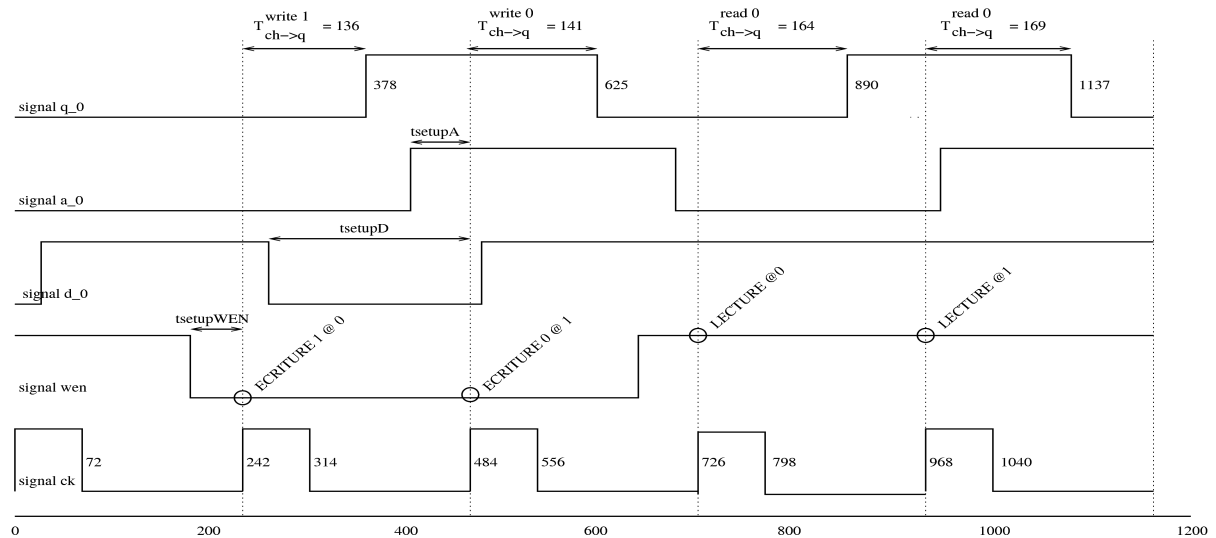 write 1
T ch->q = 136
write 0
T ch->q = 141
read 0
T ch->q = 164
read 0
T ch->q = 169
378
625
890
1137
signal q_0
tsetupA
signal a_0
tsetupD
signal d_0
tsetupWEN
ECRITURE 1 @ 0
ECRITURE 0 @ 1
LECTURE @0
LECTURE @1
signal wen
72
242
314
484
556
726
798
968
1040
signal ck
0
200
400
600
800
1000
1200